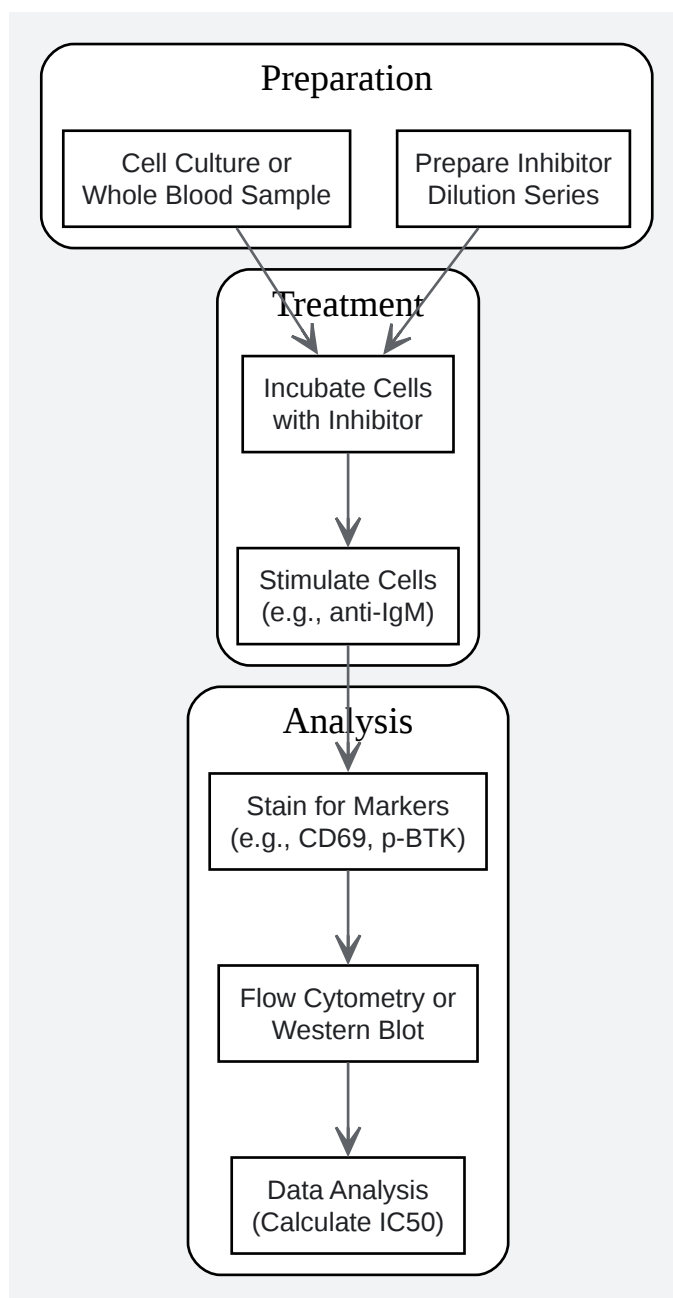 Preparation
Cell Culture or
Whole Blood Sample
Prepare Inhibitor
Dilution Series
Treatment
Incubate Cells
with Inhibitor
Stimulate Cells
(e.g., anti-IgM)
Analysis
Stain for Markers
(e.g., CD69, p-BTK)
Flow Cytometry or
Western Blot
Data Analysis
(Calculate IC50)